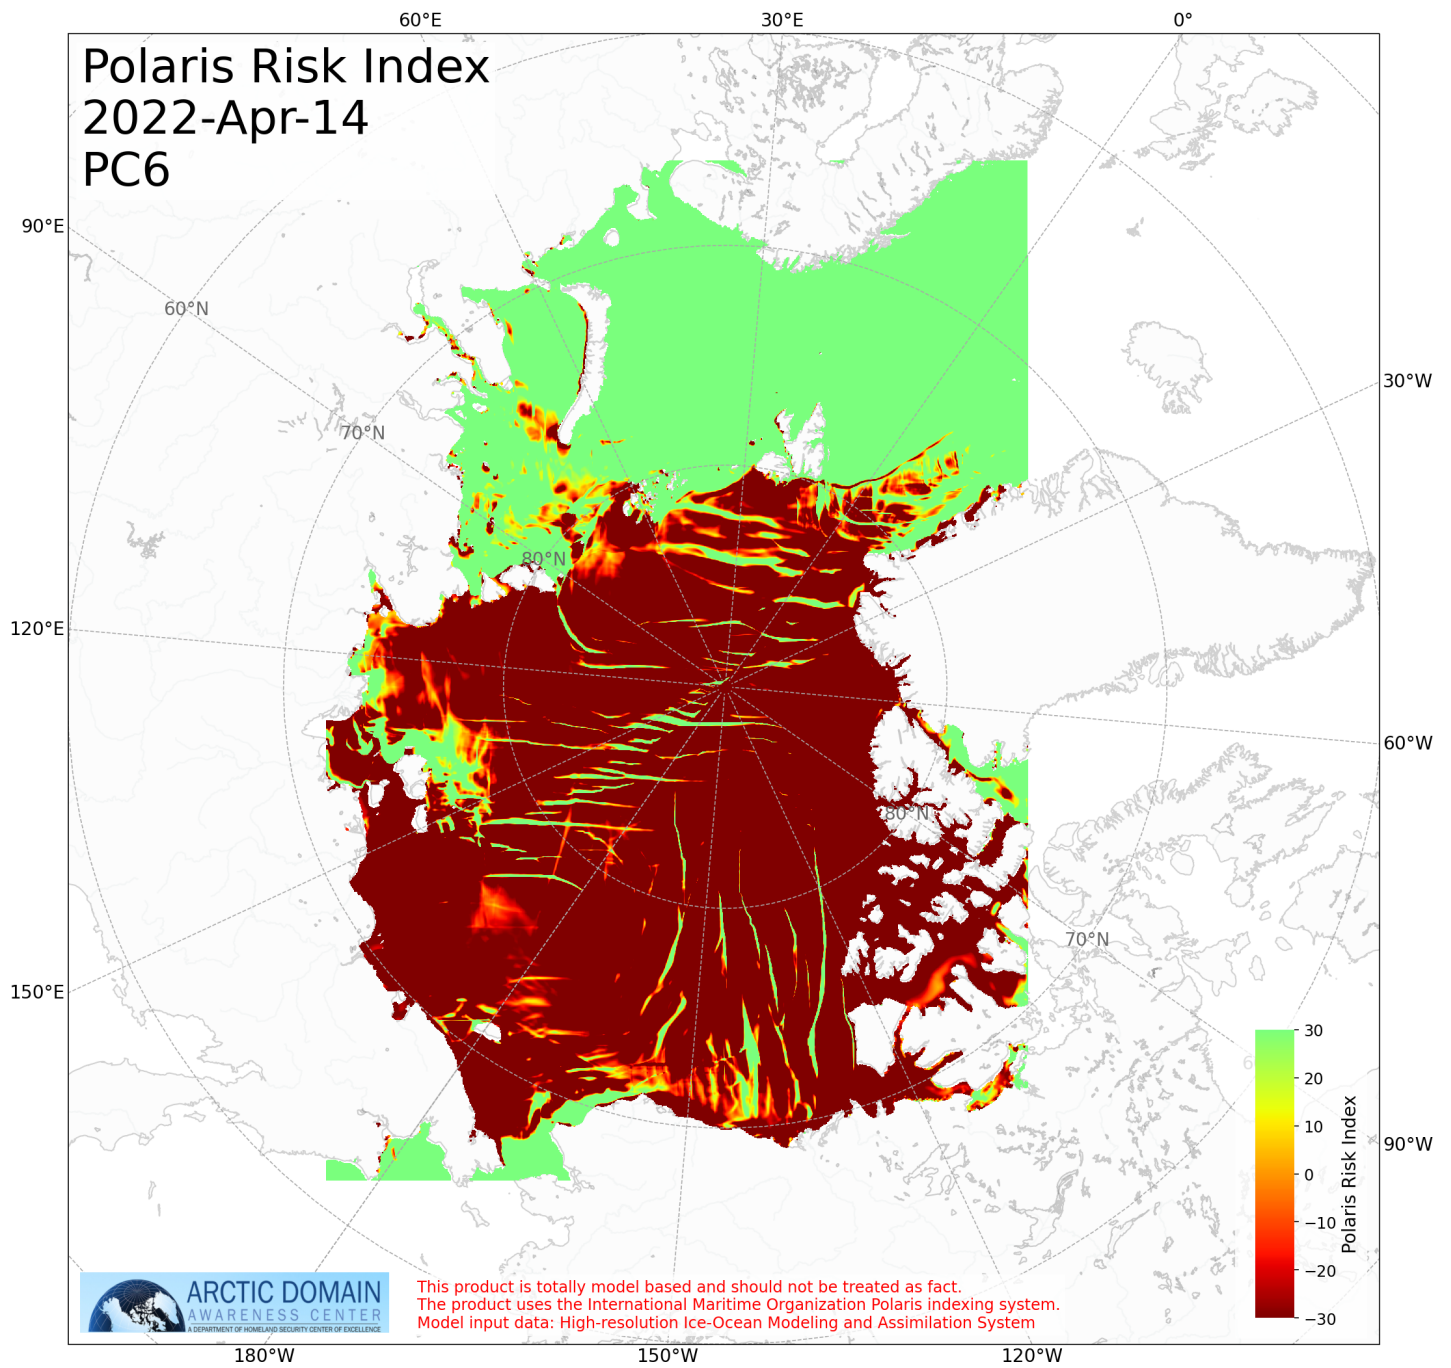 60°E
30°E
0°
Polaris Risk Index
2022-Apr-14
PC6
90°E
60°N
30°W
70°N
80°N
120°E
60°W
80°N
70°N
150°E
30
20
10
0
−10
−20
−30
Polaris Risk Index
90°W
ARCTIC DOMAIN
AWARENESS CENTER
A DEPARTMENT OF HOMELAND SECURITY CENTER OF EXCELLENCE
This product is totally model based and should not be treated as fact.
The product uses the International Maritime Organization Polaris indexing system.
Model input data: High-resolution Ice-Ocean Modeling and Assimilation System
180°W
150°W
120°W